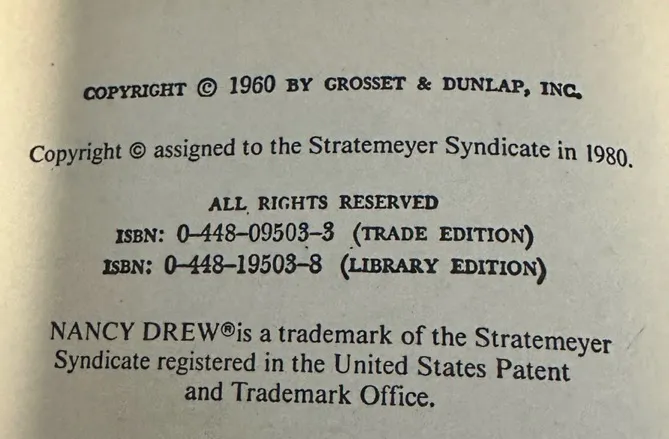 COPYRIGHT © 1960 BY GROSSET & DUNLAP, INC.
Copyright © assigned to the Stratemeyer Syndicate in 1980.
ALL RIGHTS RESERVED
ISBN: 0-448-09503-3 (TRADE EDITION)
ISBN: 0-448-19503-8 (LIBRARY EDITION)
NANCY DREW®is a trademark of the Stratemeyer
Syndicate registered in the United States Patent
and Trademark Office.